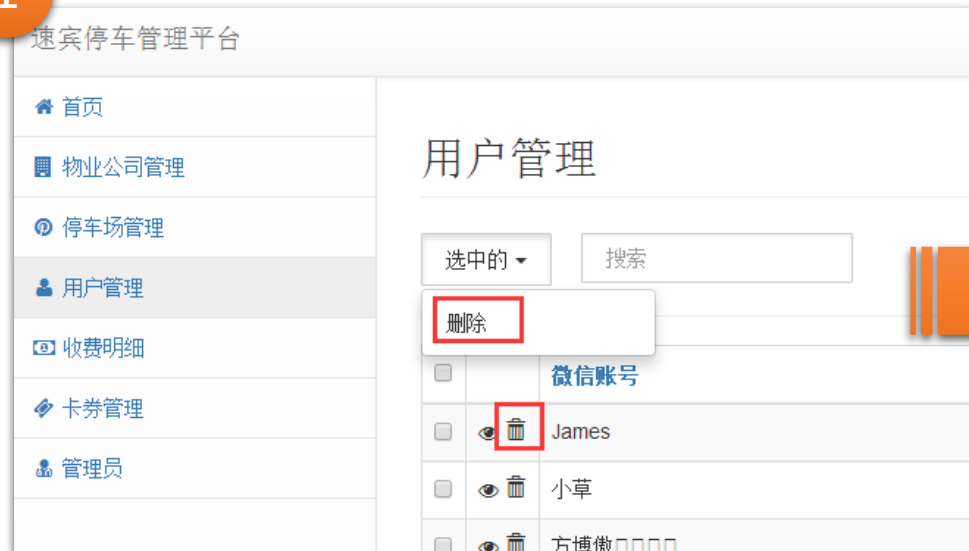 1
速宾停车管理平台
首页
物业公司管理
停车场管理
用户管理
收费明细
卡券管理
管理员
用户管理
选中的
搜索
删除
微信账号
James
小草
方博傲